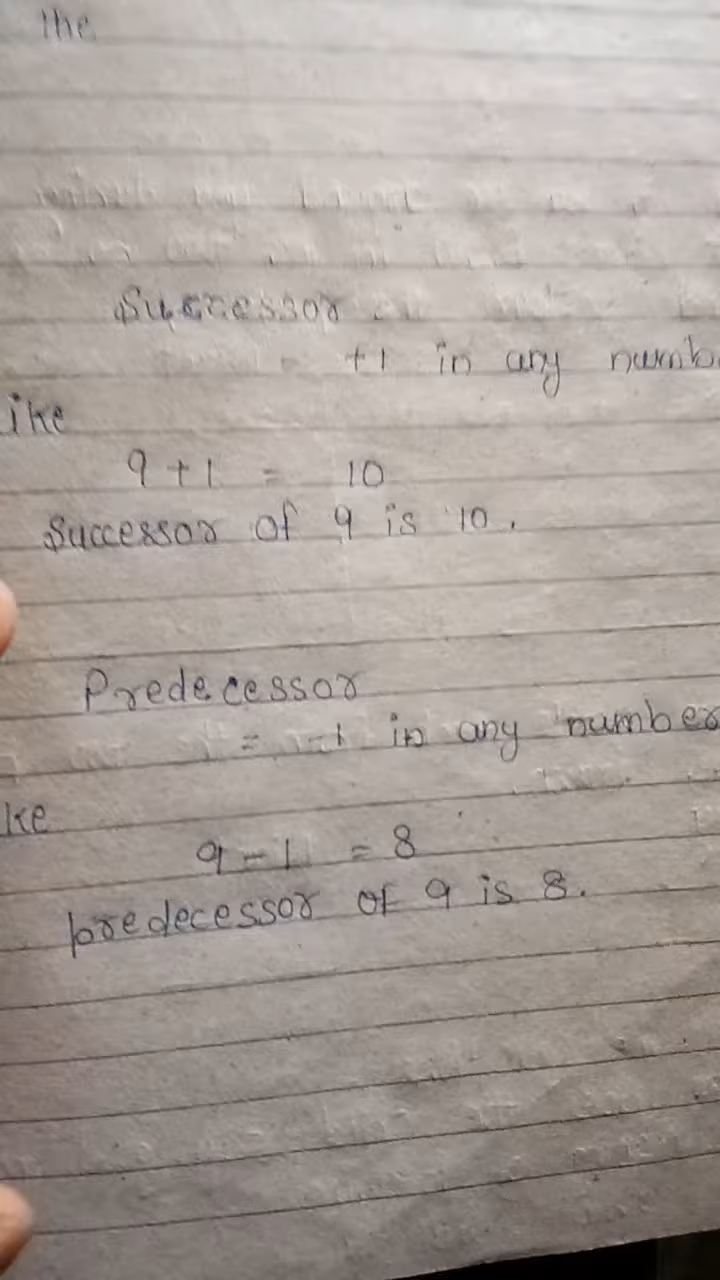 the
Successor
= +1 in any numbe
ike
9 + 1 = 10
Successor of 9 is 10.
Predecessor
= -1 in any number
ke
9 - 1 = 8
predecessor of 9 is 8.